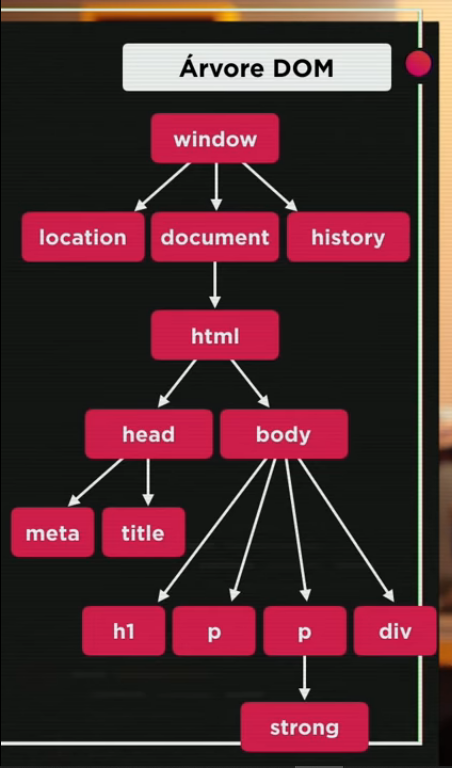 Árvore DOM
window
location document history
html
head body
meta title
h1 p p div
strong